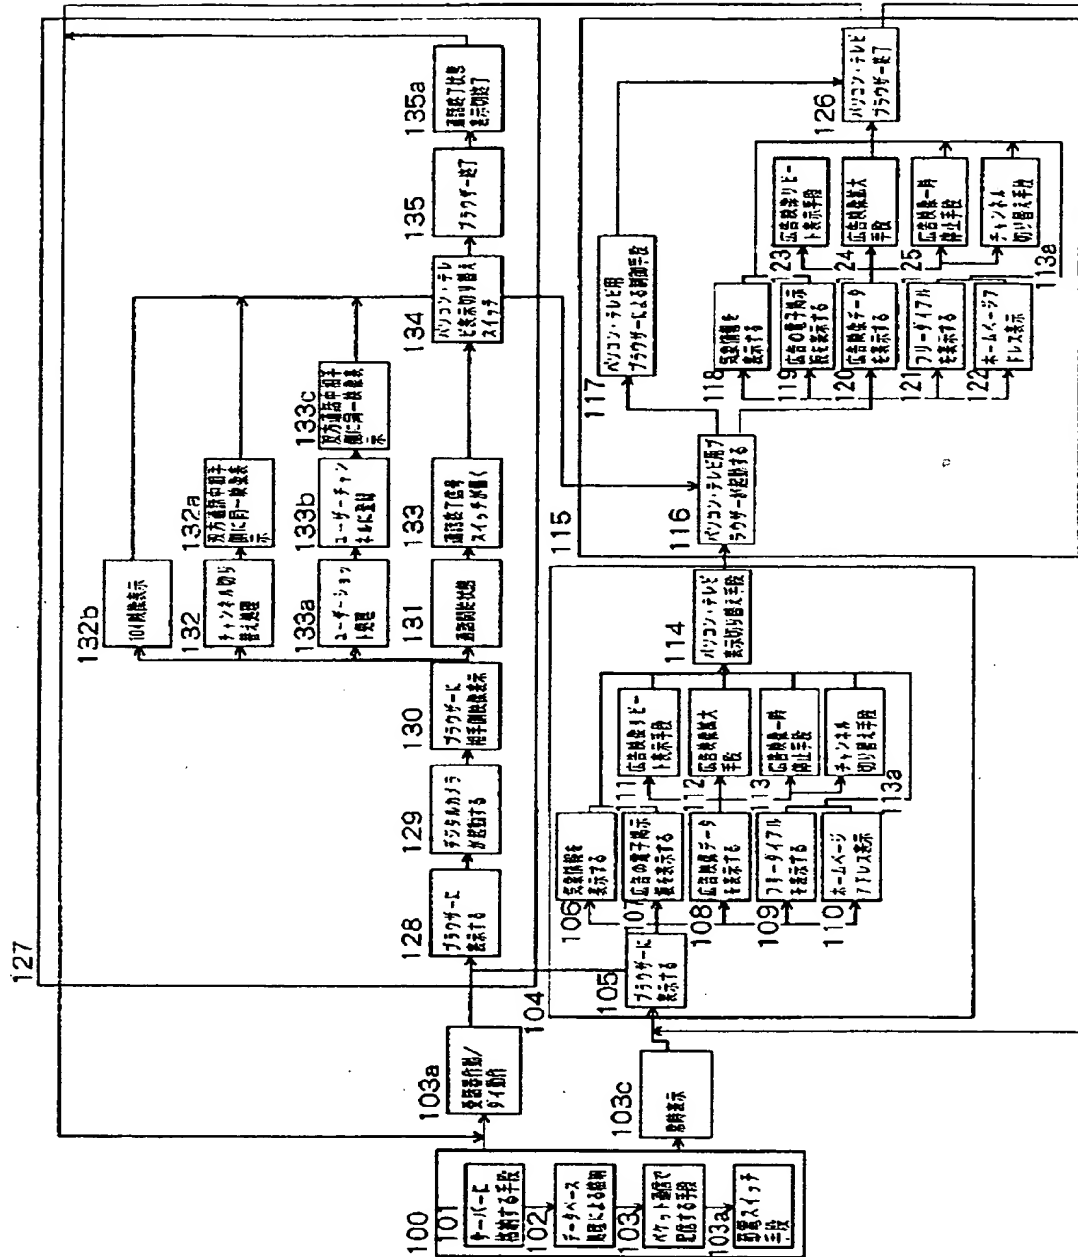 127
132b
104映像表示
132
チャンネル切り
替え処理
132a
双方通話中相手
側に同一映像表
示
133a
ユーザーショッ
ト処理
133b
ユーザーチャン
ネルに登録
133c
双方通話中相手
側に同一映像表
示
131
通話開始状態
133
通話終了信号
スイッチが働く
134
パソコン・テレ
ビ表示切り替え
スイッチ
135
ブラウザー終了
135a
通話終了状態
表示切終了
128
ブラウザーに
表示する
129
デジタルカメラ
が起動する
130
ブラウザーに
相手側映像表示
103a
受話器作動/
ダイ動作
103c
常時表示
100
101
サーバーに
格納する手段
102
データベース
103
パケット通信で
配信する手段
103a
スイッチ
手段
104
105
ブラウザーに
表示する
106
気象情報を
表示する
107
広告の電子掲示
板を表示する
108
広告映像データ
を表示する
109
フリーダイアル
を表示する
110
ホームページ
アドレス表示
111
広告映像リピー
ト表示手段
112
広告映像拡大
手段
113
広告映像一時
停止手段
13a
チャンネル
切り替え手段
114
パソコン・テレビ
表示切り替え手段
115
116
パソコン・テレビ用ブ
ラウザーが起動する
117
パソコン・テレビ用
ブラウザーによる制御手段
118
気象情報を
表示する
119
広告の電子掲示
板を表示する
120
広告映像データ
を表示する
121
フリーダイアル
を表示する
122
ホームページア
ドレス表示
123
広告映像リピー
ト表示手段
124
広告映像拡大
手段
125
広告映像一時
停止手段
13a
チャンネル
切り替え手段
126
パソコン・テレビ
ブラウザー終了